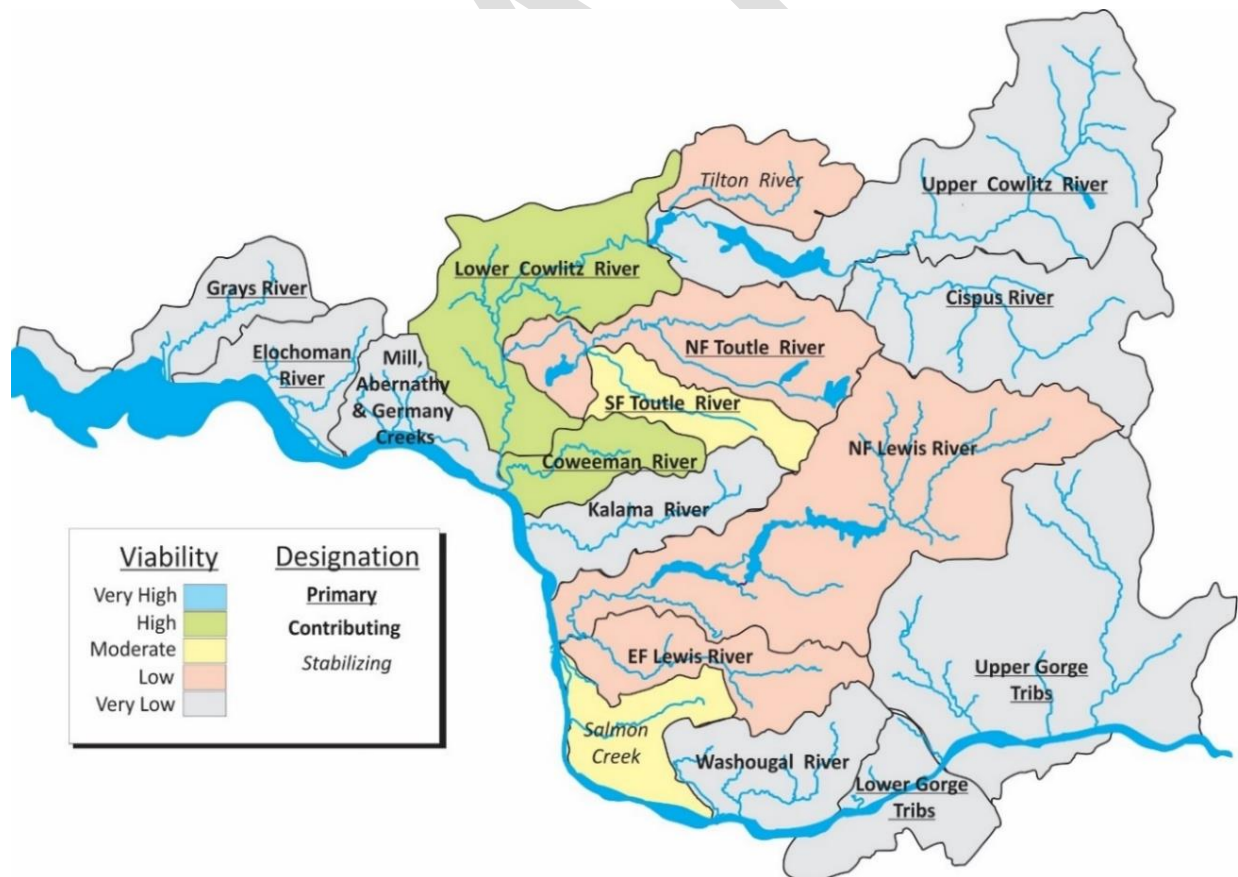 Tilton River
Upper Cowlitz River
Lower Cowlitz River
Grays River
Cispus River
Elochoman
River
Mill,
Abernathy
& Germany
Creeks
NF Toutle River
SF Toutle River
Coweeman River
NF Lewis River
Kalama River
Viability
Very High
High
Moderate
Low
Very Low
Designation
Primary
Contributing
Stabilizing
EF Lewis River
Upper Gorge
Tribs
Salmon
Creek
Washougal River
Lower Gorge
Tribs